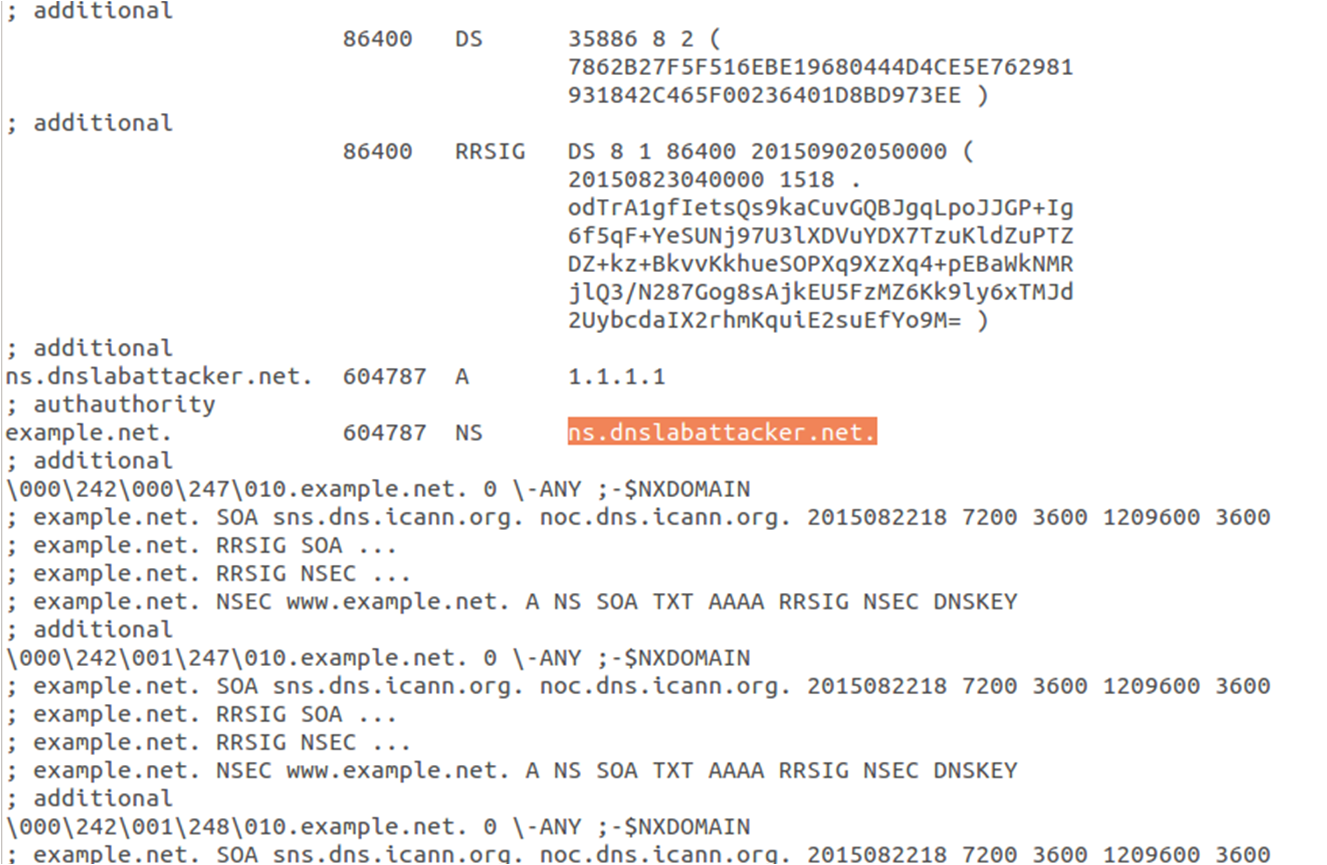 ; additional
86400 DS 35886 8 2 (
7862B27F5F516EBE19680444D4CE5E762981
931842C465F00236401D8BD973EE )
; additional
86400 RRSIG DS 8 1 86400 20150902050000 (
20150823040000 1518 .
odTrA1gfIetsQs9kaCuvGQBJgqLpoJJGP+Ig
6f5qF+YeSUNj97U3lXDVuYDX7TzuKldZuPTZ
DZ+kz+BkvvKkhueSOPXq9XzXq4+pEBaWkNMR
jlQ3/N287Gog8sAjkEU5FzMZ6Kk9ly6xTMJd
2UybcdaIX2rhmKquiE2suEfYo9M= )
; additional
ns.dnslabattacker.net. 604787 A 1.1.1.1
; authauthority
example.net. 604787 NS ns.dnslabattacker.net.
; additional
\000\242\000\247\010.example.net. 0 \-ANY ;-$NXDOMAIN
; example.net. SOA sns.dns.icann.org. noc.dns.icann.org. 2015082218 7200 3600 1209600 3600
; example.net. RRSIG SOA ...
; example.net. RRSIG NSEC ...
; example.net. NSEC www.example.net. A NS SOA TXT AAAA RRSIG NSEC DNSKEY
; additional
\000\242\001\247\010.example.net. 0 \-ANY ;-$NXDOMAIN
; example.net. SOA sns.dns.icann.org. noc.dns.icann.org. 2015082218 7200 3600 1209600 3600
; example.net. RRSIG SOA ...
; example.net. RRSIG NSEC ...
; example.net. NSEC www.example.net. A NS SOA TXT AAAA RRSIG NSEC DNSKEY
; additional
\000\242\001\248\010.example.net. 0 \-ANY ;-$NXDOMAIN
; example.net. SOA sns.dns.icann.org. noc.dns.icann.org. 2015082218 7200 3600 1209600 3600